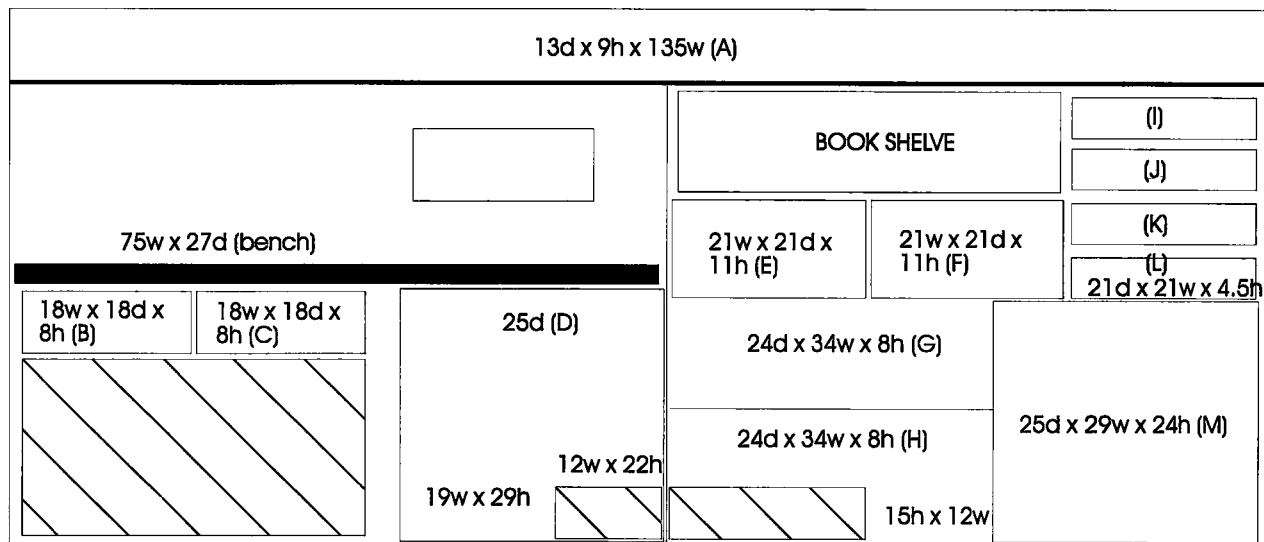 13d x 9h x 135w (A)
BOOK SHELVE
(I)
(J)
(K)
(L)
21d x 21w x 4.5h
75w x 27d (bench)
21w x 21d x
11h (E)
21w x 21d x
11h (F)
18w x 18d x
8h (B)
18w x 18d x
8h (C)
25d (D)
24d x 34w x 8h (G)
24d x 34w x 8h (H)
25d x 29w x 24h (M)
12w x 22h
19w x 29h
15h x 12w